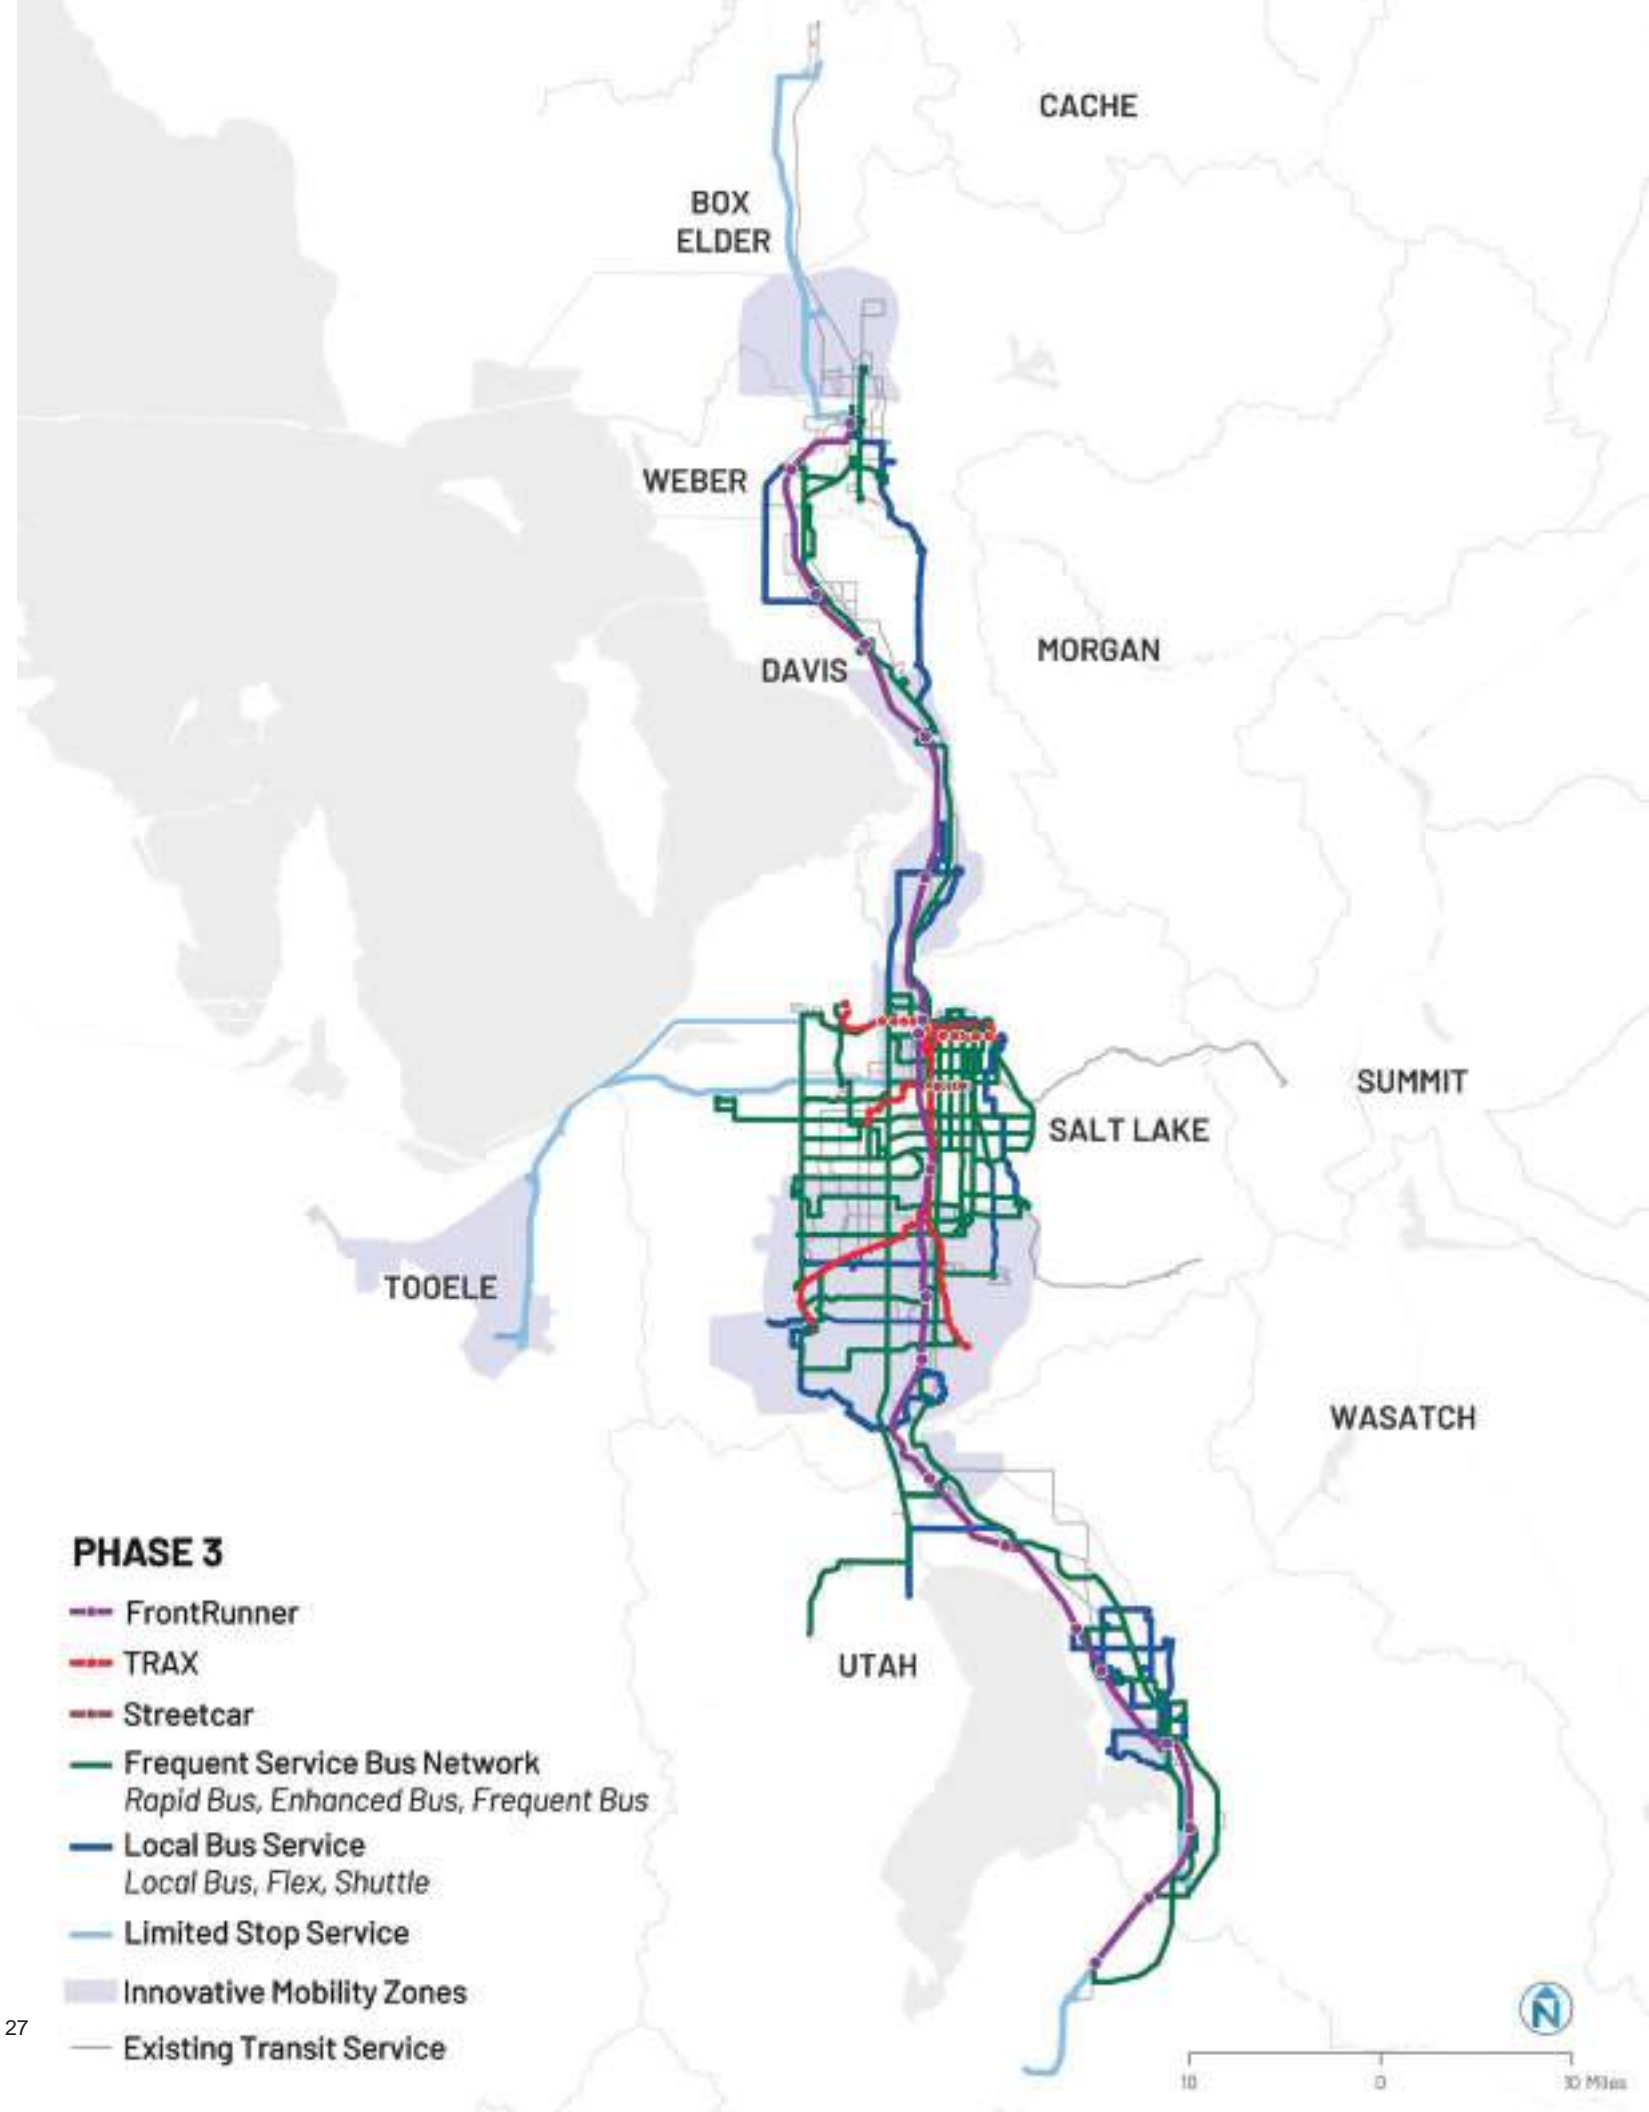 CACHE
BOX
ELDER
WEBER
MORGAN
DAVIS
SUMMIT
SALT LAKE
TOOELE
WASATCH
UTAH
PHASE 3
FrontRunner
TRAX
Streetcar
Frequent Service Bus Network
Rapid Bus, Enhanced Bus, Frequent Bus
Local Bus Service
Local Bus, Flex, Shuttle
Limited Stop Service
Innovative Mobility Zones
Existing Transit Service
27
N
10 0 10 Miles